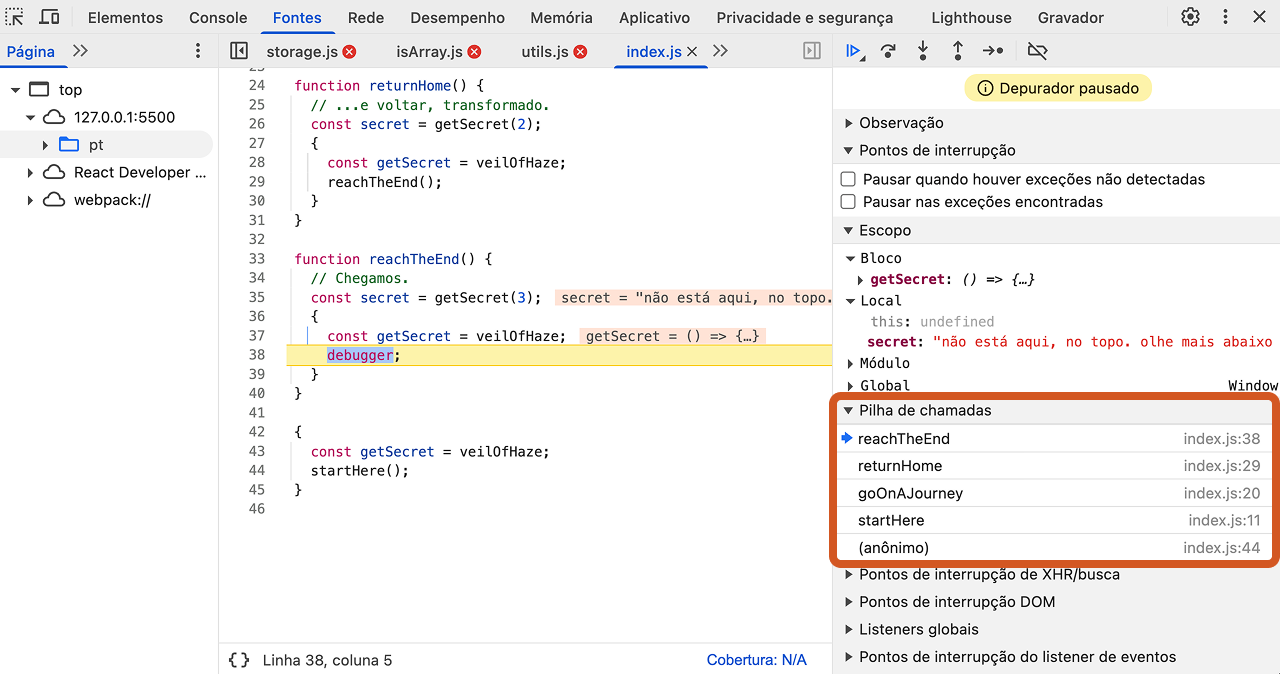 Elementos Console Fontes Rede Desempenho Memória Aplicativo Privacidade e segurança Lighthouse Gravador
Página storage.js isArray.js utils.js index.js
top
127.0.0.1:5500
pt
React Developer ...
webpack://
24 function returnHome() {
25 // ...e voltar, transformado.
26 const secret = getSecret(2);
27 {
28 const getSecret = veilOfHaze;
29 reachTheEnd();
30 }
31 }
32
33 function reachTheEnd() {
34 // Chegamos.
35 const secret = getSecret(3); secret = "não está aqui, no topo.
36 {
37 const getSecret = veilOfHaze; getSecret = () => {…}
38 debugger;
39 }
40 }
41
42 {
43 const getSecret = veilOfHaze;
44 startHere();
45 }
46
{} Linha 38, coluna 5 Cobertura: N/A
Depurador pausado
Observação
Pontos de interrupção
Pausar quando houver exceções não detectadas
Pausar nas exceções encontradas
Escopo
Bloco
getSecret: () => {…}
Local
this: undefined
secret: "não está aqui, no topo. olhe mais abaixo
Módulo
Global Window
Pilha de chamadas
reachTheEnd index.js:38
returnHome index.js:29
goOnAJourney index.js:20
startHere index.js:11
(anônimo) index.js:44
Pontos de interrupção de XHR/busca
Pontos de interrupção DOM
Listeners globais
Pontos de interrupção do listener de eventos